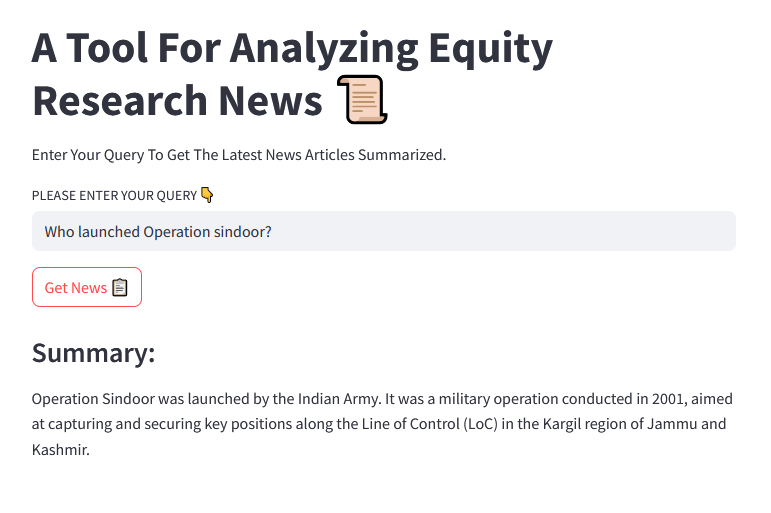 A Tool For Analyzing Equity
Research News 📜
Enter Your Query To Get The Latest News Articles Summarized.
PLEASE ENTER YOUR QUERY 👇
Who launched Operation sindoor?
Get News 📋
Summary:
Operation Sindoor was launched by the Indian Army. It was a military operation conducted in 2001, aimed
at capturing and securing key positions along the Line of Control (LoC) in the Kargil region of Jammu and
Kashmir.